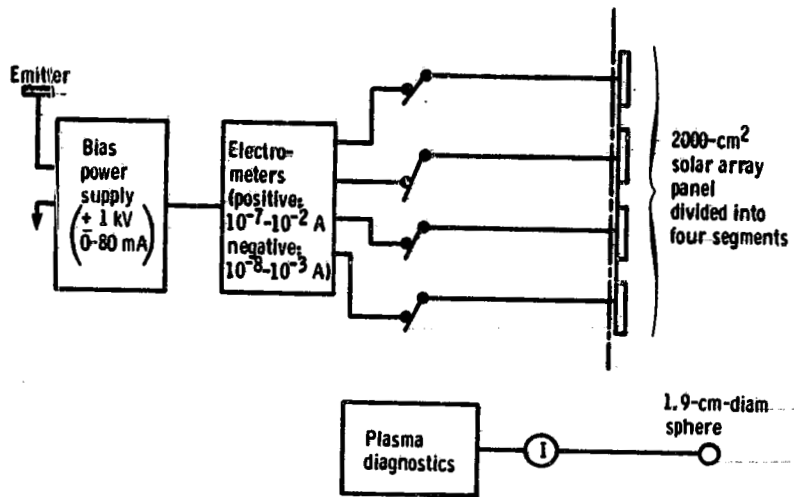 Emitter
Bias
power
supply
(± 1 kV
0-80 mA)
Electro-
meters
(positive:
10⁻⁷-10⁻² A
negative:
10⁻⁸-10⁻³ A)
2000-cm²
solar array
panel
divided into
four segments
Plasma
diagnostics
I
1.9-cm-diam
sphere